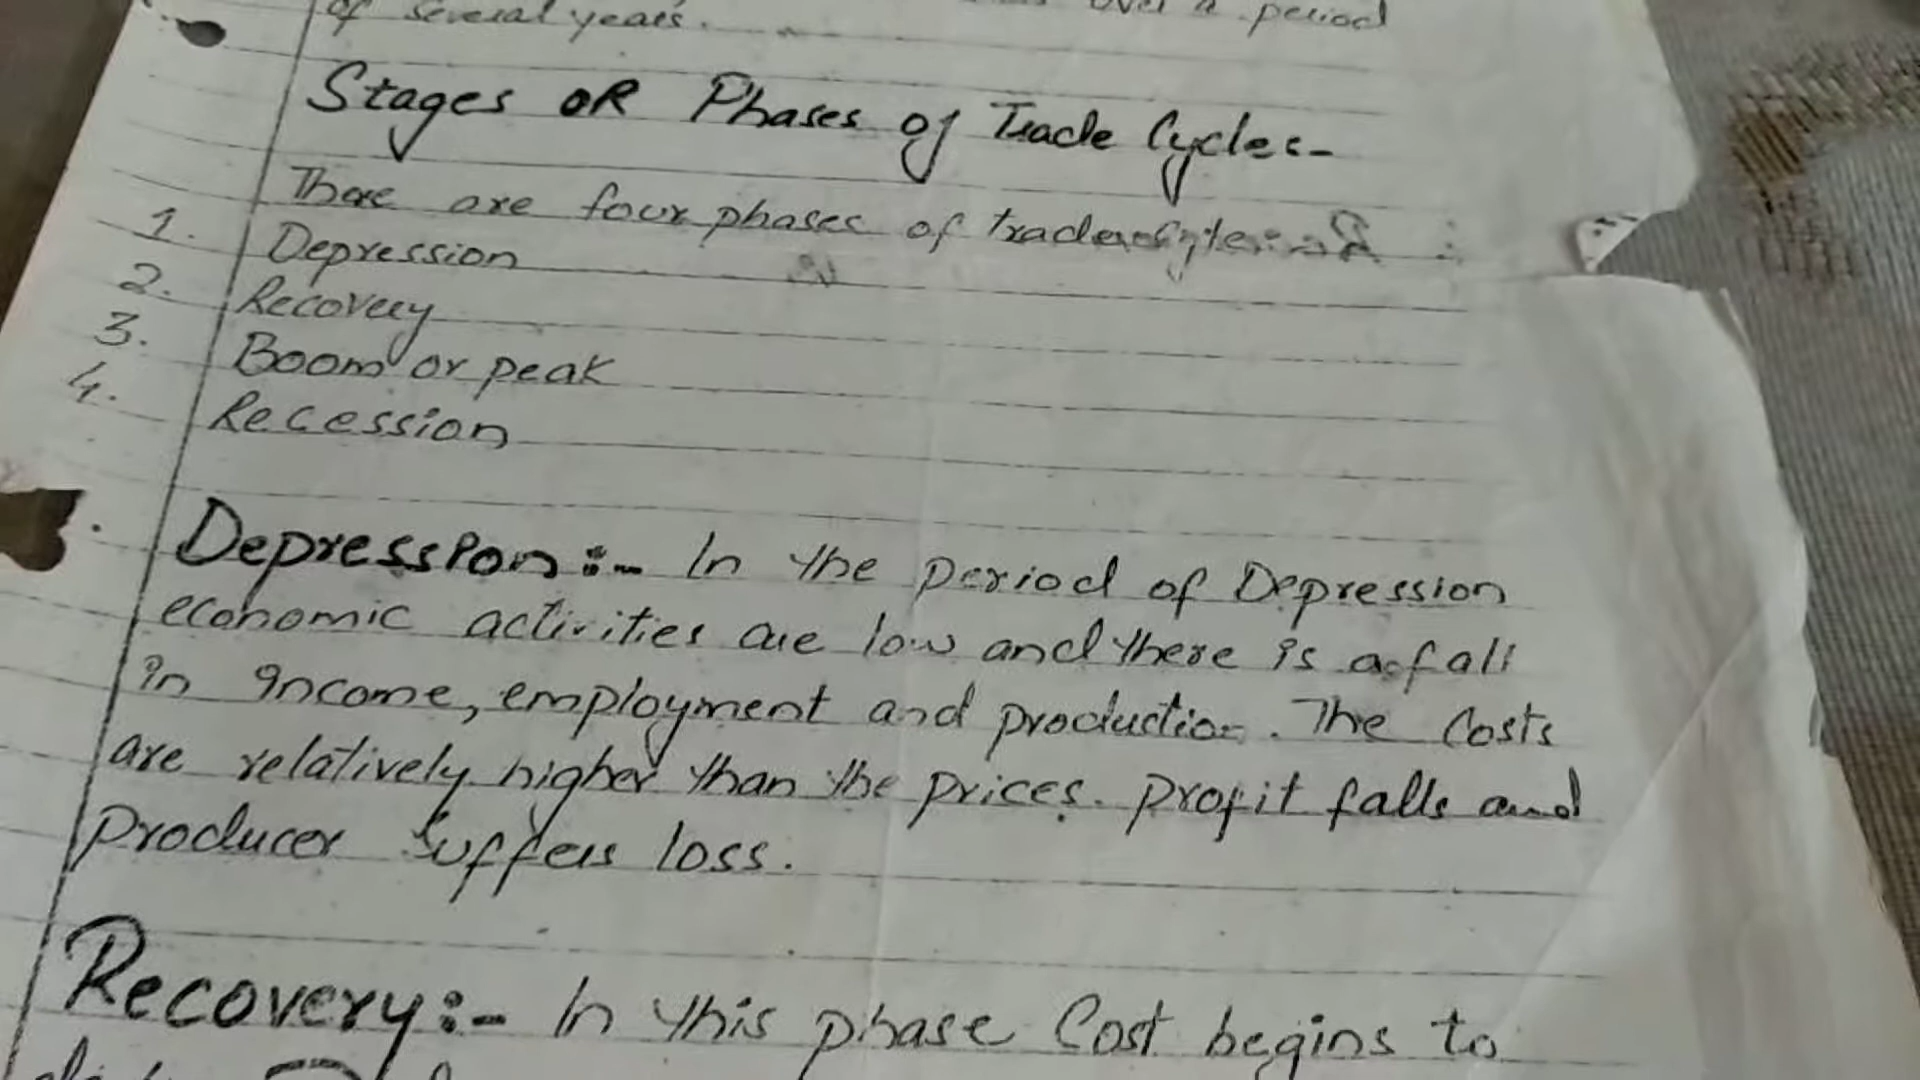 of several years. over a period
Stages OR Phases of Trade Cycles-
There are four phases of trade
1. Depression
2. Recovery
3. Boom or peak
4. Recession
Depression:- In the period of Depression
economic activities are low and there is a fall
in income, employment and production. The Costs
are relatively higher than the prices. profit falls and
producer suffers loss.
Recovery:- In this phase Cost begins to